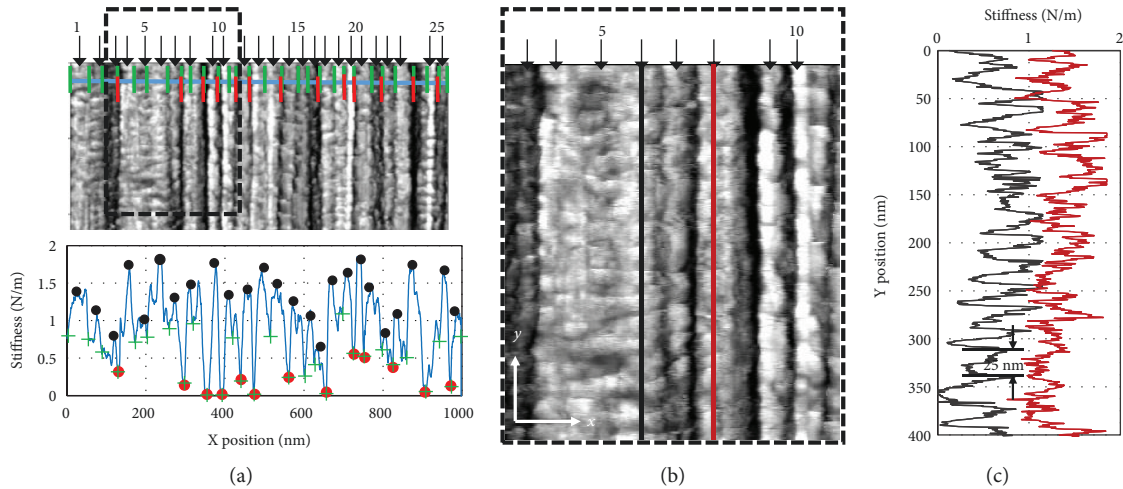 1 5 10 15 20 25
Stiffness (N/m)
2
1.5
1
0.5
0
0 200 400 600 800 1000
X position (nm)
(a)
5 10
y
x
(b)
Stiffness (N/m)
0 1 2
0
50
100
150
200
250
300
350
400
Y position (nm)
25 nm
(c)